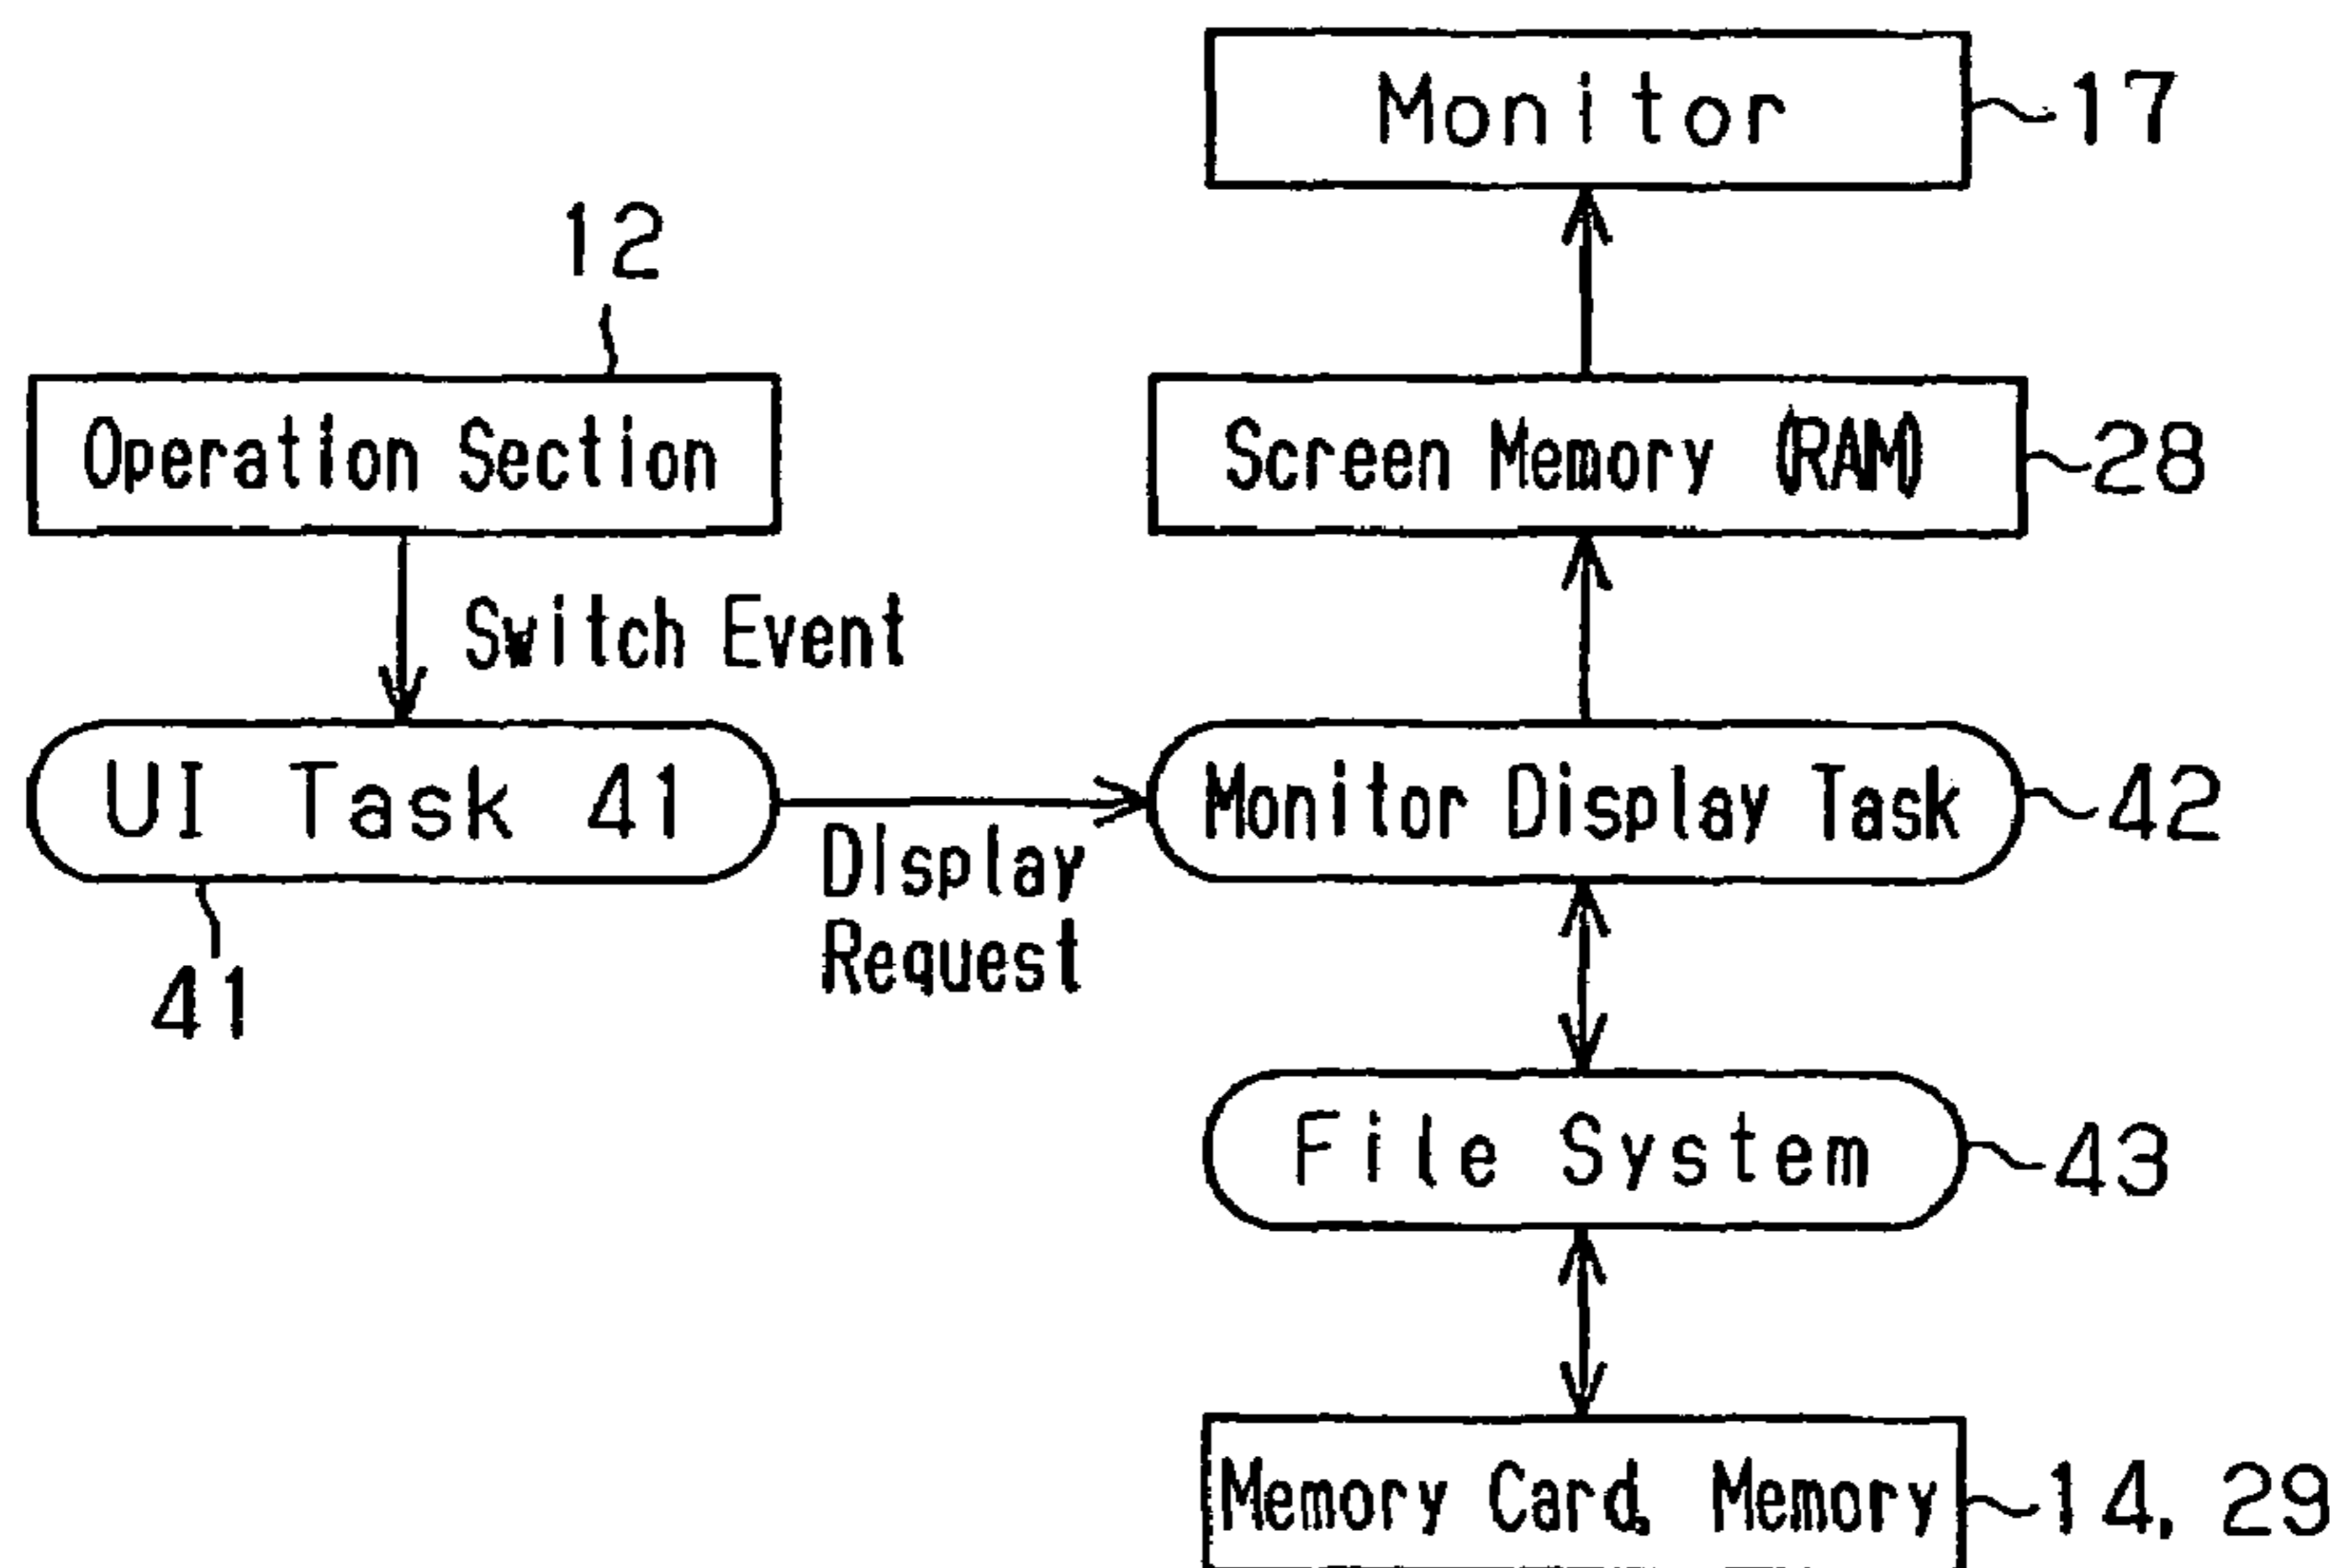 Monitor
17
12
Operation Section
Screen Memory (RAM)
28
Switch Event
UI Task 41
Monitor Display Task
42
DIsplay
Request
41
File System
43
Memory Card, Memory
14, 29